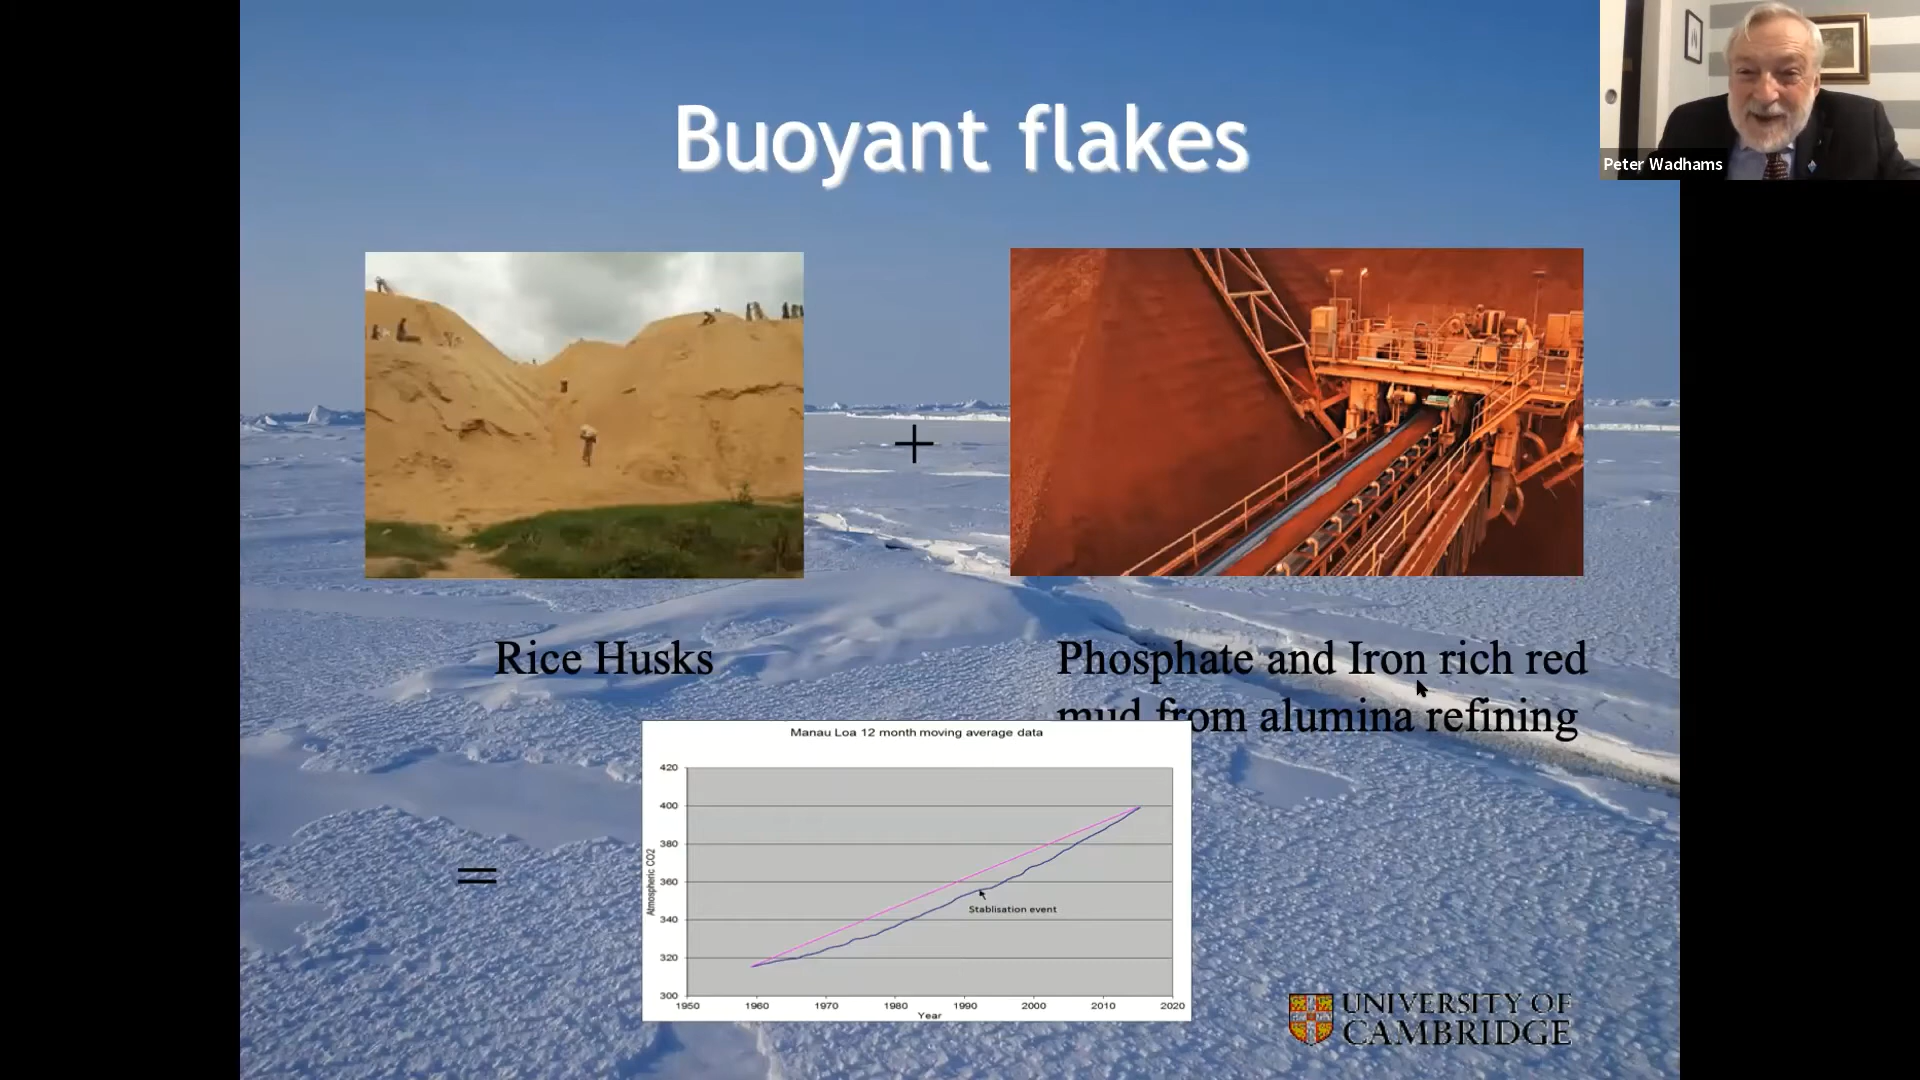 Buoyant flakes
Peter Wadhams
+
Rice Husks
Phosphate and Iron rich red
mud from alumina refining
=
Manau Loa 12 month moving average data
420
400
380
360
340
320
300
Atmospheric CO2
Stablisation event
1950 1960 1970 1980 1990 2000 2010 2020
Year
UNIVERSITY OF
CAMBRIDGE